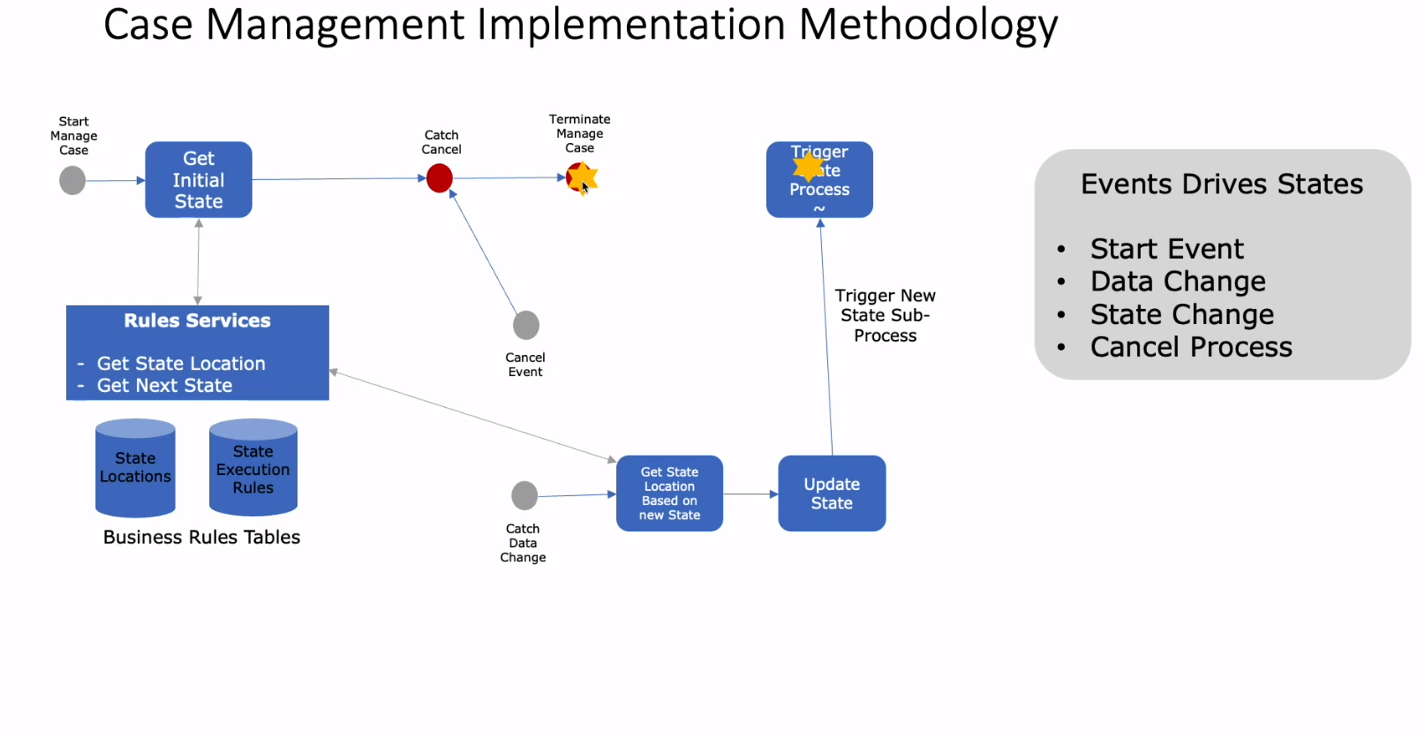 Case Management Implementation Methodology
Start
Manage
Case
Get
Initial
State
Catch
Cancel
Terminate
Manage
Case
Trigger
Process
~
Events Drives States
• Start Event
• Data Change
• State Change
• Cancel Process
Trigger New
State Sub-
Process
Rules Services
- Get State Location
- Get Next State
Cancel
Event
State
Locations
State
Execution
Rules
Business Rules Tables
Catch
Data
Change
Get State
Location
Based on
new State
Update
State